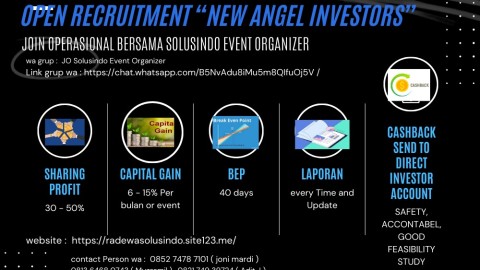 OPEN RECRUITMENT “NEW ANGEL INVESTORS”
JOIN OPERASIONAL BERSAMA SOLUSINDO EVENT ORGANIZER
wa grup : JO Solusindo Event Organizer
Link grup wa : https://chat.whatsapp.com/B5NvAdu8iMu5m8QIfuOj5V /
CASHBACK
Capital
Gain
Break Even Point
SHARING
PROFIT
30 - 50%
CAPITAL GAIN
6 - 15% Per
bulan or event
BEP
40 days
LAPORAN
every Time and
Update
CASHBACK
SEND TO
DIRECT
INVESTOR
ACCOUNT
SAFETY,
ACCONTABEL,
GOOD
FEASIBILITY
STUDY
website : https://radewasolusindo.site123.me/
contact Person wa : 0852 7478 7101 ( joni mardi )